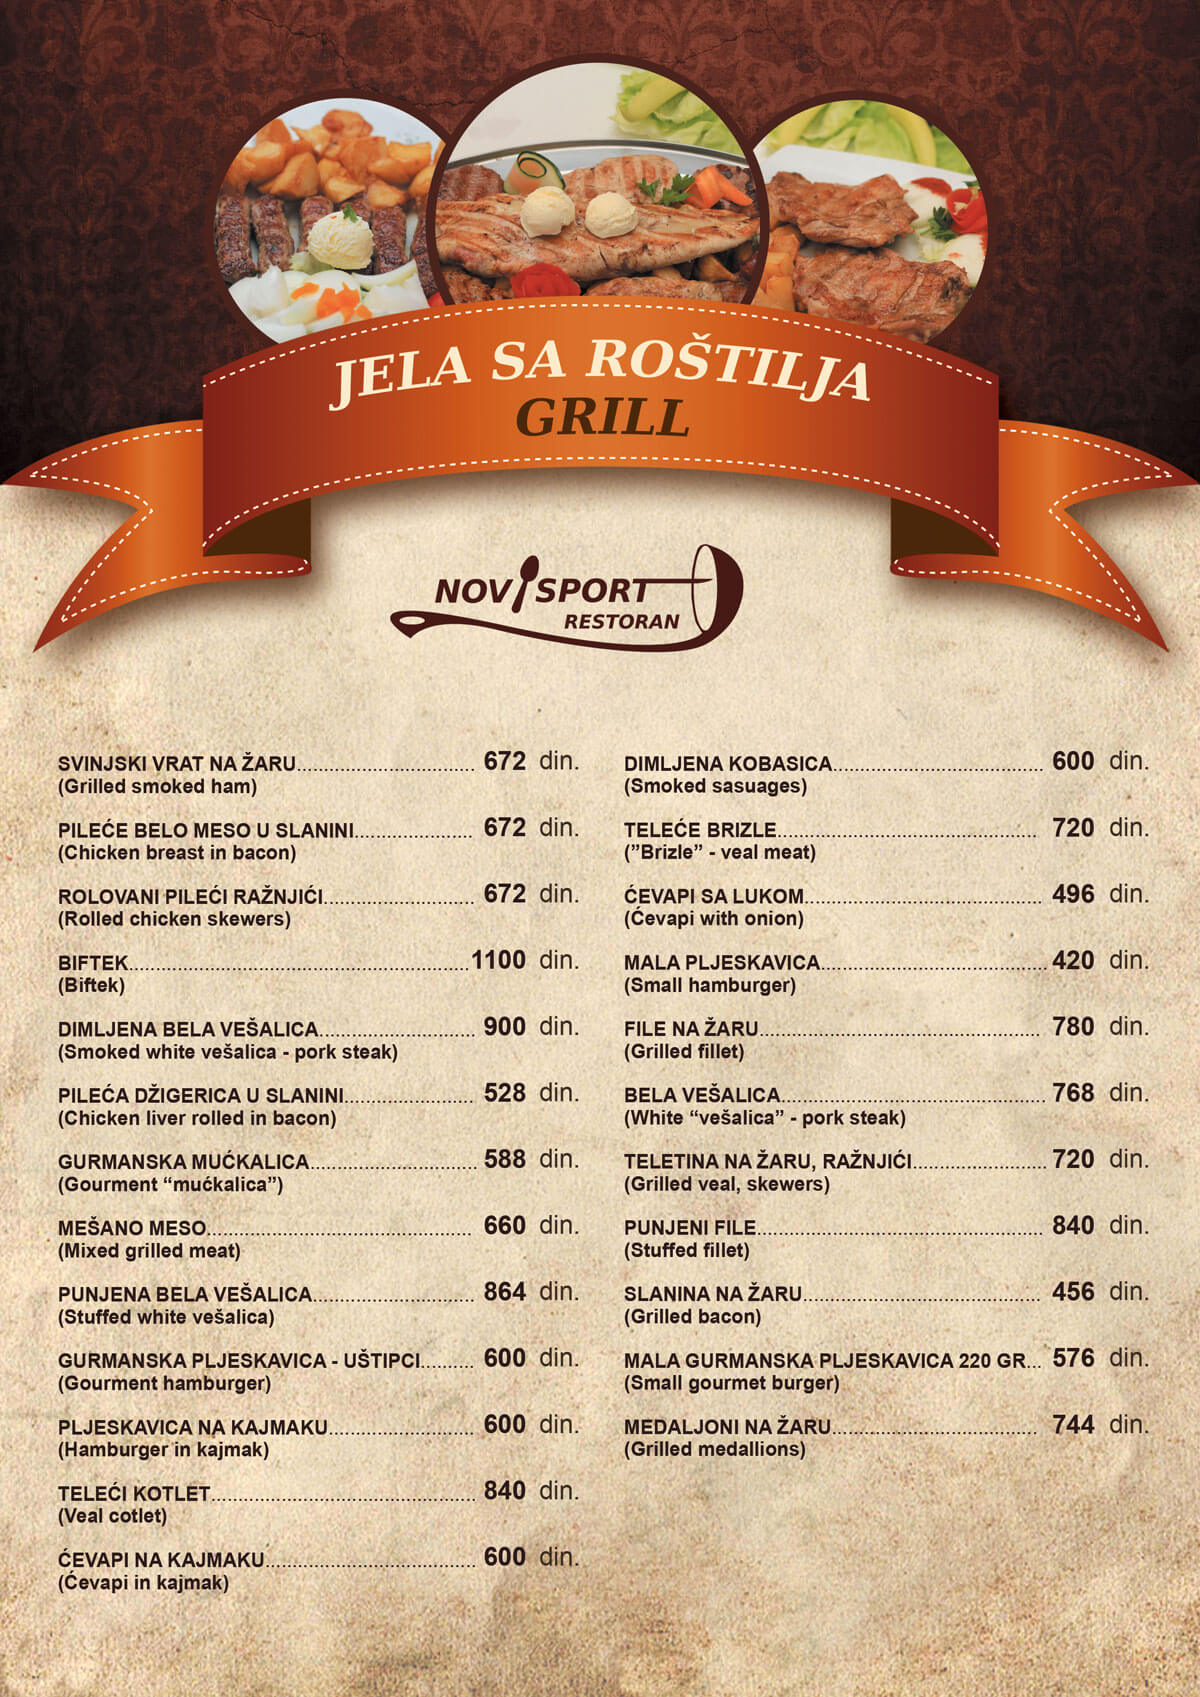 JELA SA ROŠTILJA
GRILL
NOVI SPORT
RESTORAN
SVINJSKI VRAT NA ŽARU............................... 672 din.
(Grilled smoked ham)
PILEĆE BELO MESO U SLANINI..................... 672 din.
(Chicken breast in bacon)
ROLOVANI PILEĆI RAŽNJIĆI.......................... 672 din.
(Rolled chicken skewers)
BIFTEK...........................................................1100 din.
(Biftek)
DIMLJENA BELA VEŠALICA........................... 900 din.
(Smoked white vešalica - pork steak)
PILEĆA DŽIGERICA U SLANINI....................... 528 din.
(Chicken liver rolled in bacon)
GURMANSKA MUĆKALICA............................. 588 din.
(Gourment “mućkalica”)
MEŠANO MESO.............................................. 660 din.
(Mixed grilled meat)
PUNJENA BELA VEŠALICA............................ 864 din.
(Stuffed white vešalica)
GURMANSKA PLJESKAVICA - UŠTIPCI......... 600 din.
(Gourment hamburger)
PLJESKAVICA NA KAJMAKU......................... 600 din.
(Hamburger in kajmak)
TELEĆI KOTLET.............................................. 840 din.
(Veal cotlet)
ĆEVAPI NA KAJMAKU..................................... 600 din.
(Ćevapi in kajmak)
DIMLJENA KOBASICA..................................... 600 din.
(Smoked sasuages)
TELEĆE BRIZLE............................................. 720 din.
(”Brizle” - veal meat)
ĆEVAPI SA LUKOM......................................... 496 din.
(Ćevapi with onion)
MALA PLJESKAVICA....................................... 420 din.
(Small hamburger)
FILE NA ŽARU................................................. 780 din.
(Grilled fillet)
BELA VEŠALICA.............................................. 768 din.
(White “vešalica” - pork steak)
TELETINA NA ŽARU, RAŽNJIĆI....................... 720 din.
(Grilled veal, skewers)
PUNJENI FILE.................................................. 840 din.
(Stuffed fillet)
SLANINA NA ŽARU......................................... 456 din.
(Grilled bacon)
MALA GURMANSKA PLJESKAVICA 220 GR... 576 din.
(Small gourmet burger)
MEDALJONI NA ŽARU.................................... 744 din.
(Grilled medallions)